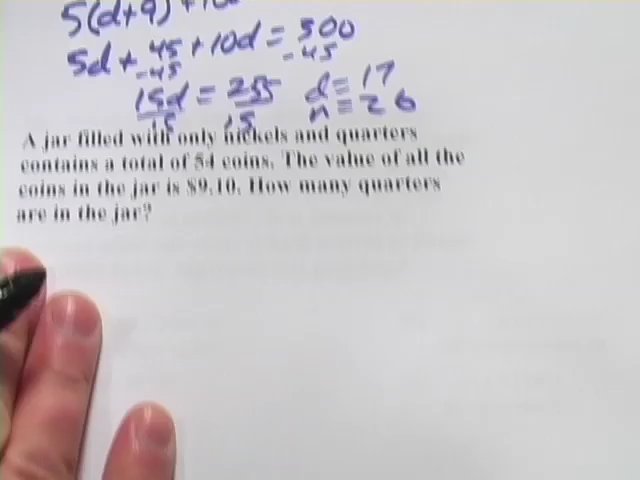 5(d+9)+10
5d + 45 + 10d = 300
-45 -45
15d = 255 d = 17
15 15 n = 26
A jar filled with only nickels and quarters
contains a total of 54 coins. The value of all the
coins in the jar is $9.10. How many quarters
are in the jar?